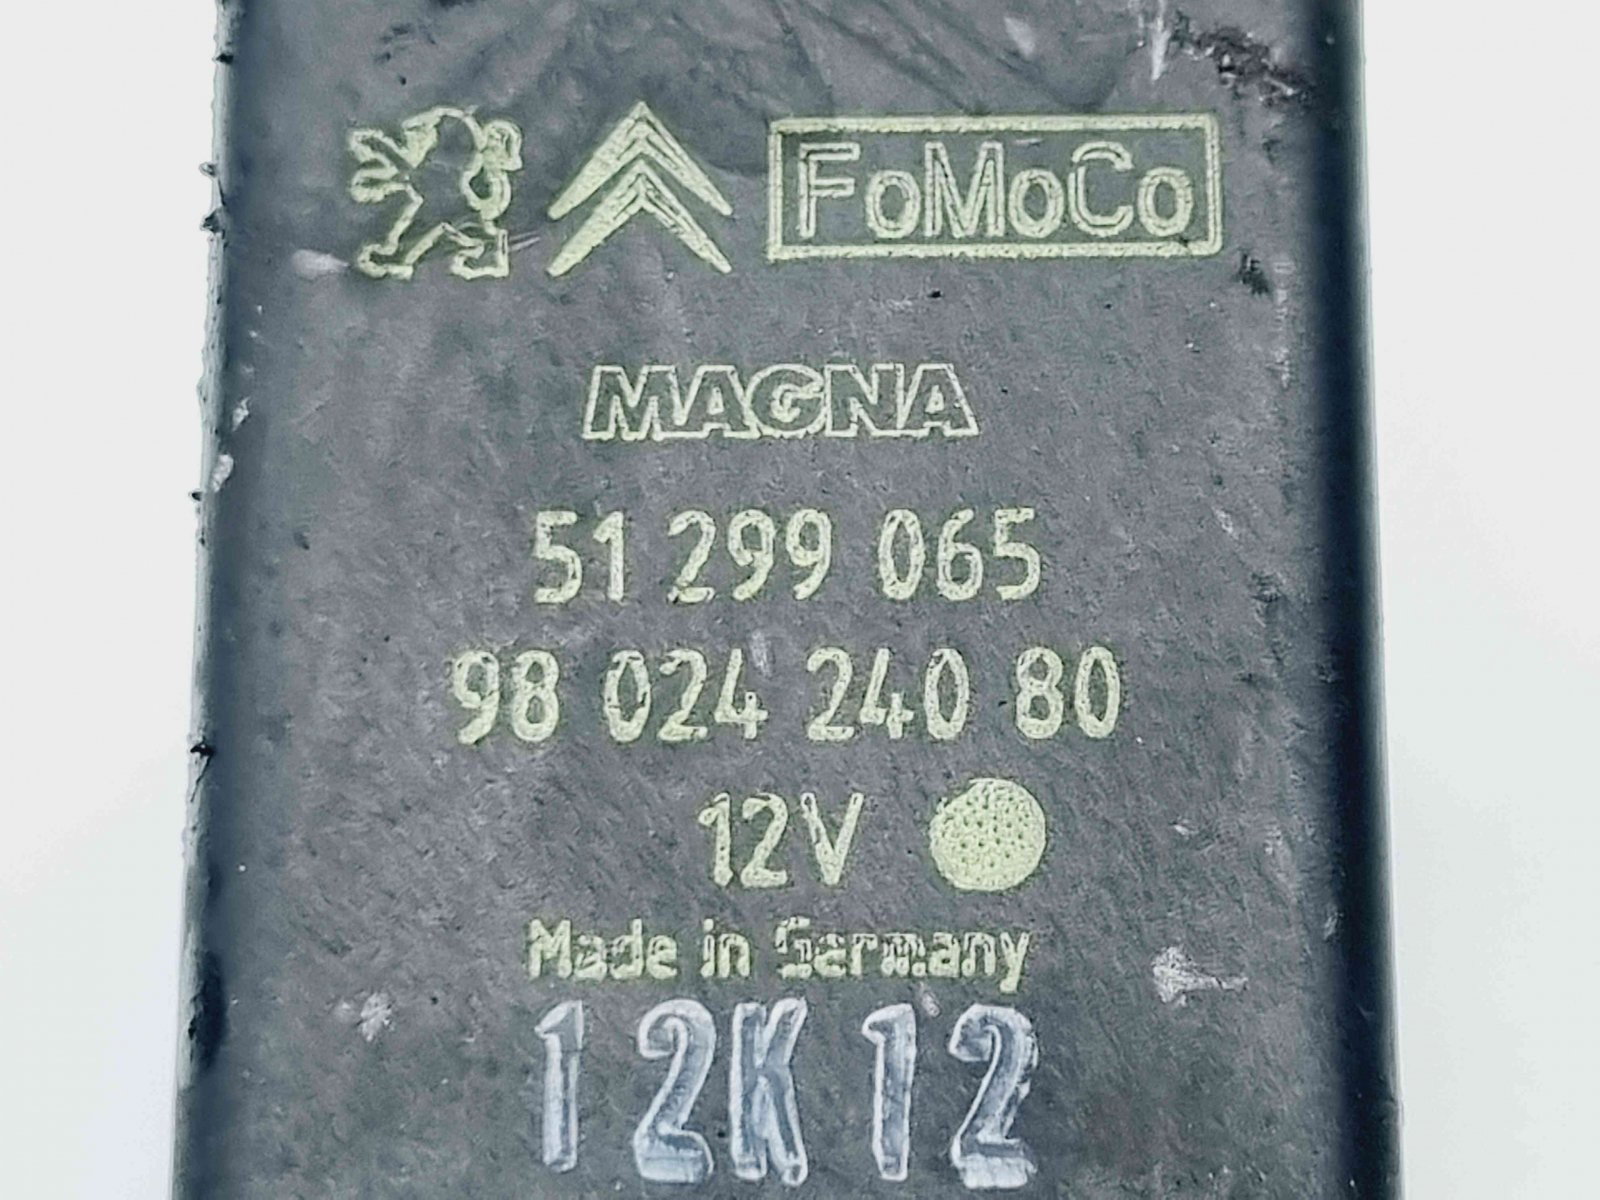 FoMoCo
MAGNA
51 299 065
98 024 240 80
12V
Made in Germany
12K12